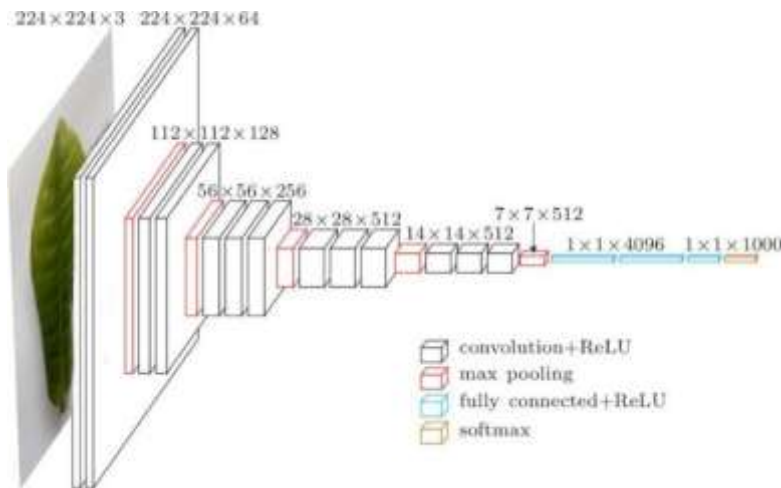 224×224×3
224×224×64
112×112×128
56×56×256
28×28×512
14×14×512
7×7×512
1×1×4096
1×1×1000
convolution+ReLU
max pooling
fully connected+ReLU
softmax